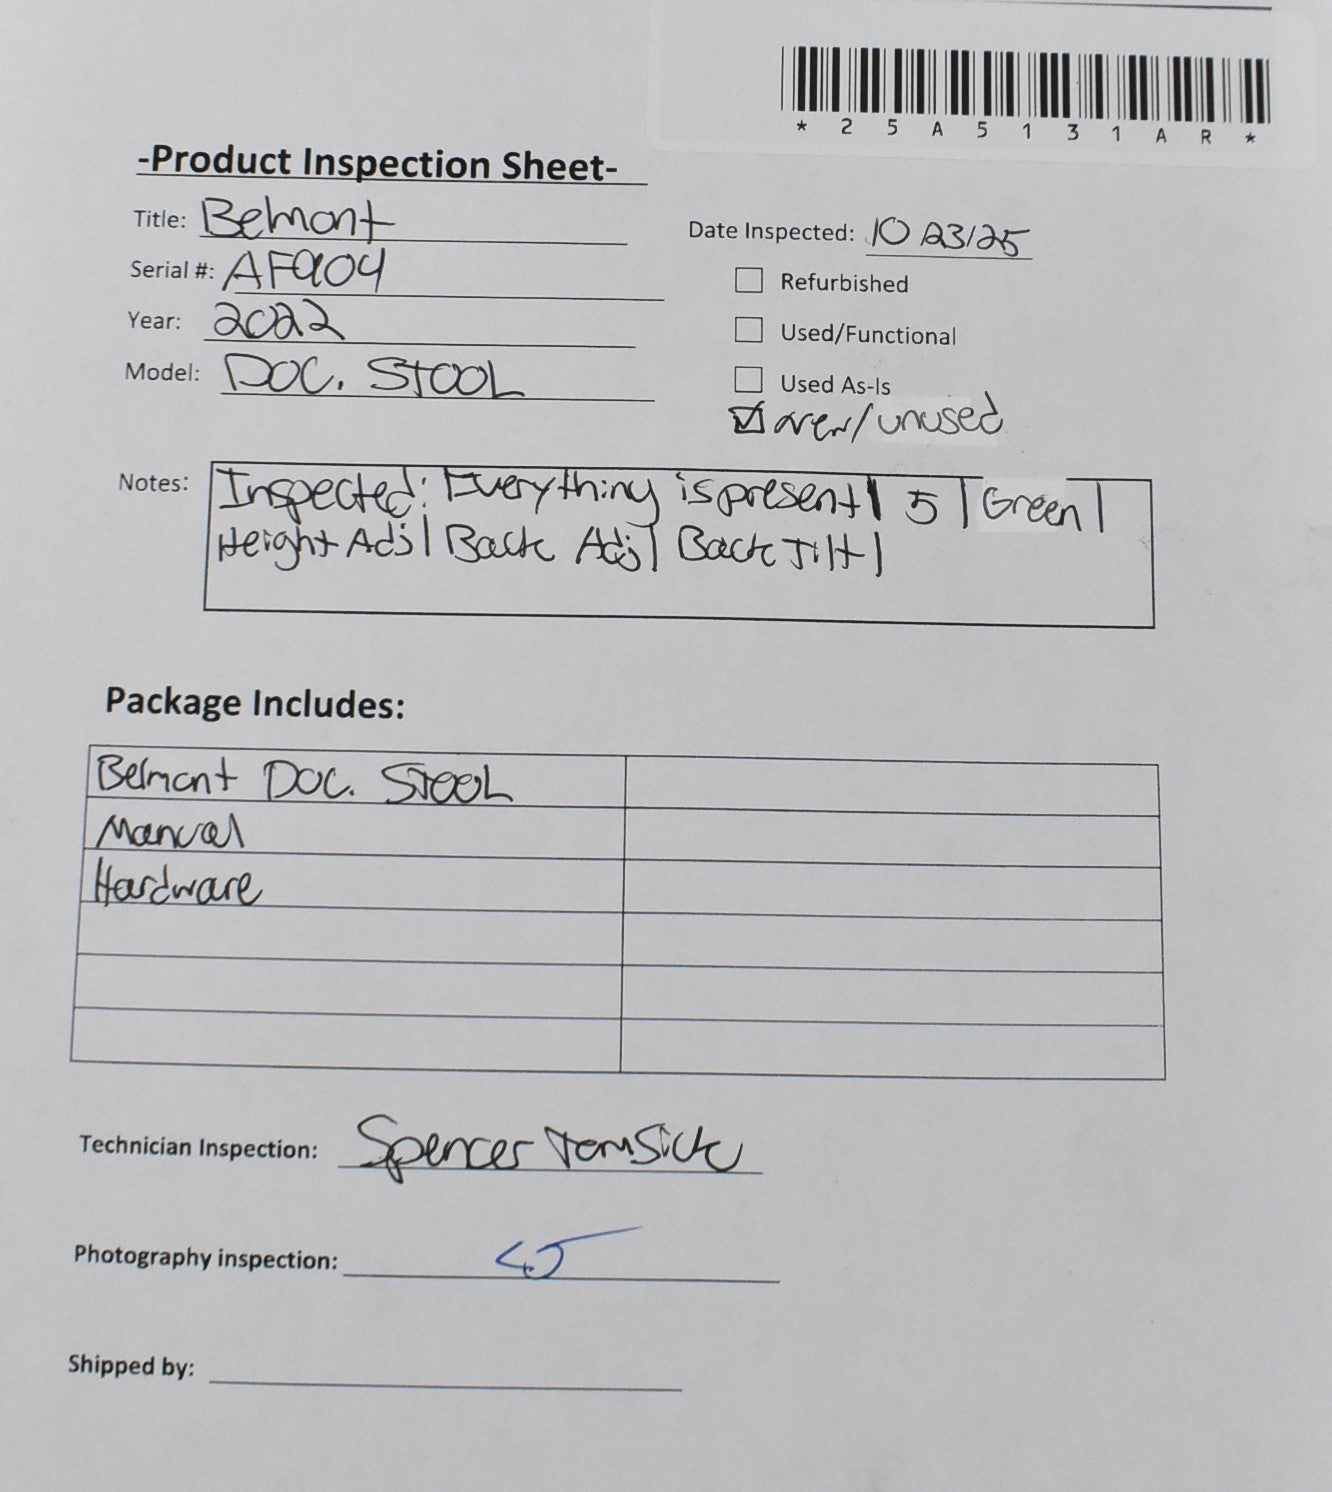 *25A5131AR*
-Product Inspection Sheet-
Title: Belmont
Date Inspected: 10 23/25
Serial #: AF904
Refurbished
Year: 2022
Used/Functional
Model: DOC. STOOL
Used As-Is
new/unused
Notes: Inspected: Everything is present | 5 | Green |
Height Adj | Back Adj | Back Tilt |
Package Includes:
Belmont DOC. STOOL
Manual
Hardware
Technician Inspection: Spencer Tomsick
Photography inspection:
Shipped by: